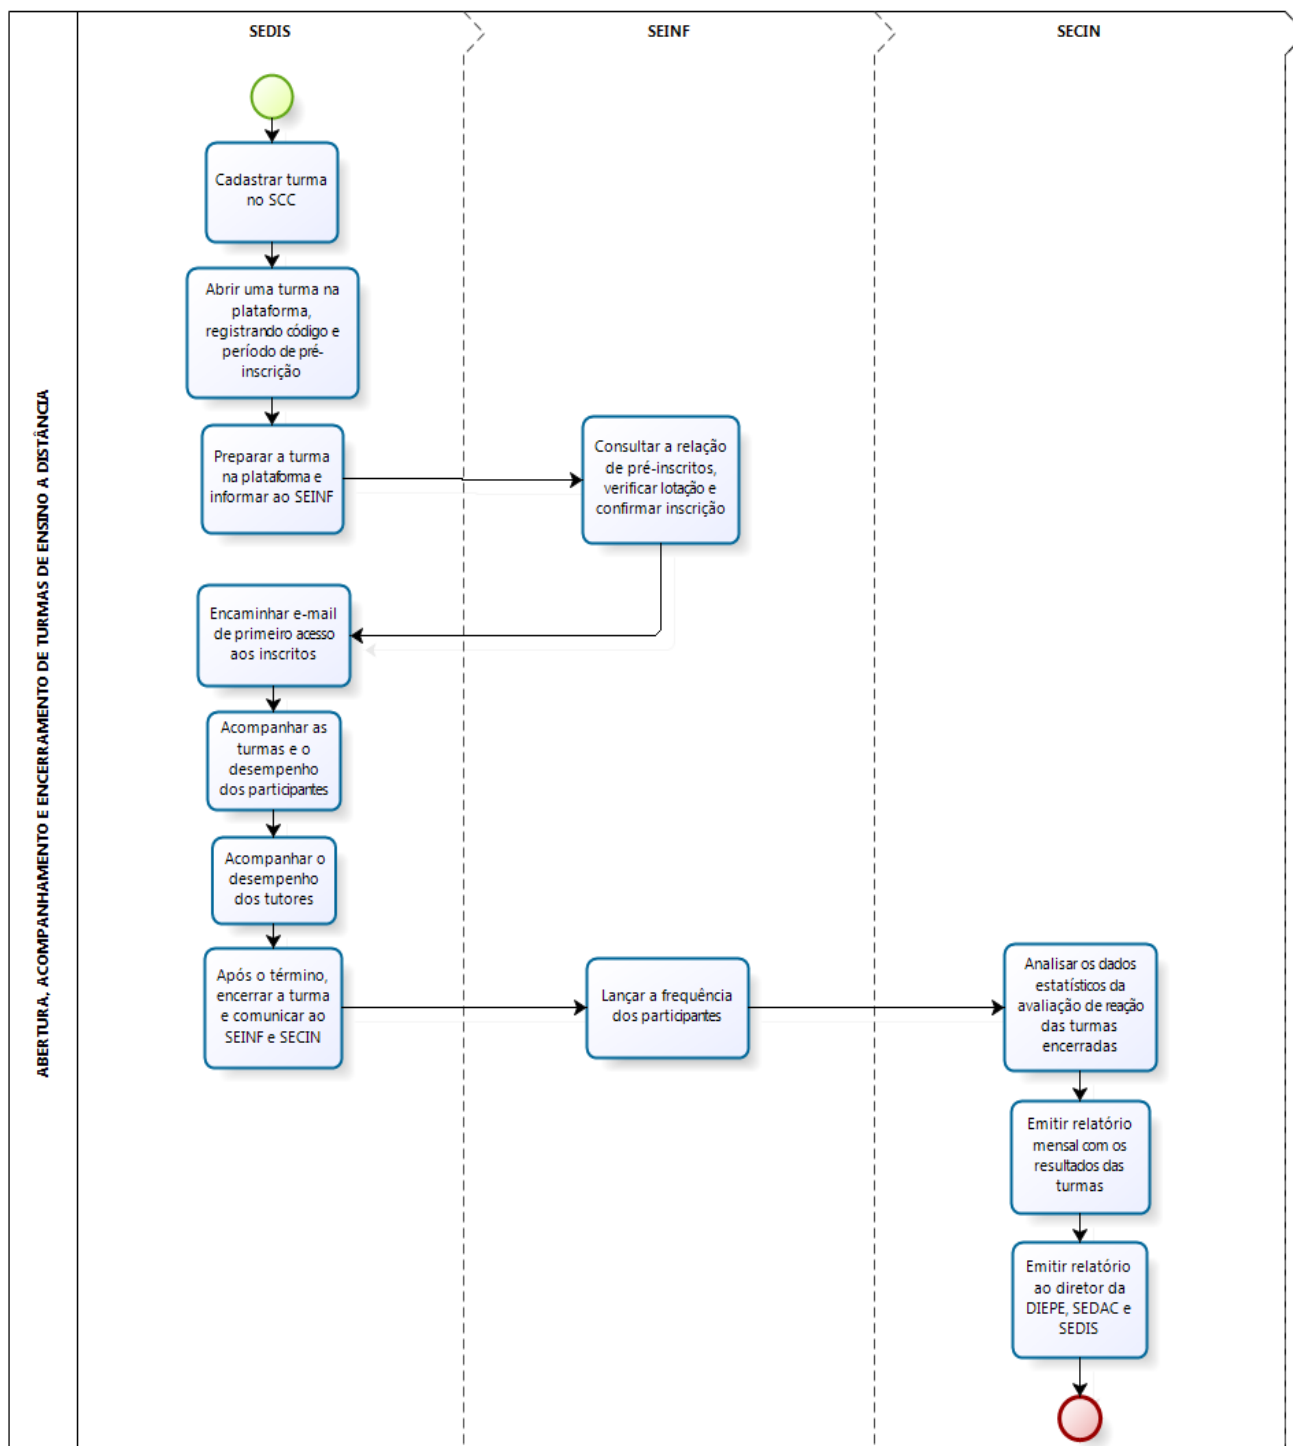 SEDIS
SEINF
SECIN
ABERTURA, ACOMPANHAMENTO E ENCERRAMENTO DE TURMAS DE ENSINO A DISTÂNCIA
Cadastrar turma
no SCC
Abrir uma turma na
plataforma,
registrando código e
período de pré-
inscrição
Preparar a turma
na plataforma e
informar ao SEINF
Consultar a relação
de pré-inscritos,
verificar lotação e
confirmar inscrição
Encaminhar e-mail
de primeiro acesso
aos inscritos
Acompanhar as
turmas e o
desempenho
dos participantes
Acompanhar o
desempenho
dos tutores
Após o término,
encerrar a turma
e comunicar ao
SEINF e SECIN
Lançar a frequência
dos participantes
Analisar os dados
estatísticos da
avaliação de reação
das turmas
encerradas
Emitir relatório
mensal com os
resultados das
turmas
Emitir relatório
ao diretor da
DIEPE, SEDAC e
SEDIS